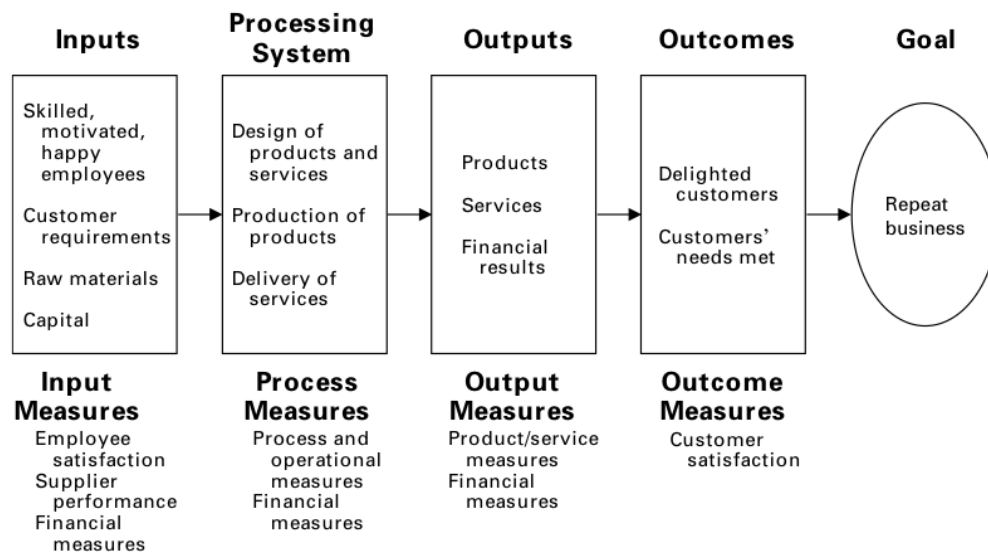 Inputs
Skilled,
motivated,
happy
employees
Customer
requirements
Raw materials
Capital
Input
Measures
Employee
satisfaction
Supplier
performance
Financial
measures
Processing
System
Design of
products and
services
Production of
products
Delivery of
services
Process
Measures
Process and
operational
measures
Financial
measures
Outputs
Products
Services
Financial
results
Output
Measures
Product/service
measures
Financial
measures
Outcomes
Delighted
customers
Customers’
needs met
Outcome
Measures
Customer
satisfaction
Goal
Repeat
business